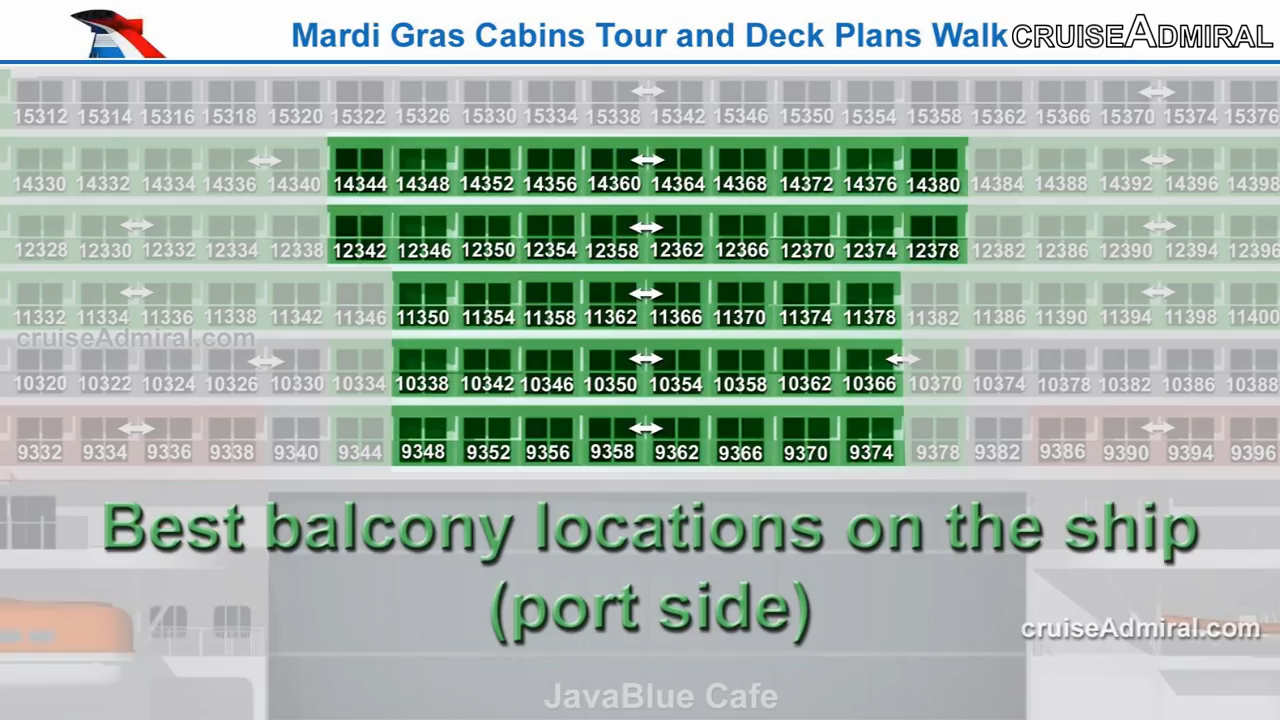 Mardi Gras Cabins Tour and Deck Plans Walk CRUISEADMIRAL
15312 15314 15316 15318 15320 15322 15326 15330 15334 15338 15342 15346 15350 15354 15358 15362 15366 15370 15374 15376
14330 14332 14334 14336 14340 14344 14348 14352 14356 14360 14364 14368 14372 14376 14380 14384 14388 14392 14396 14398
12328 12330 12332 12334 12338 12342 12346 12350 12354 12358 12362 12366 12370 12374 12378 12382 12386 12390 12394 12396
11332 11334 11336 11338 11342 11346 11350 11354 11358 11362 11366 11370 11374 11378 11382 11386 11390 11394 11398 11400
cruiseAdmiral.com
10320 10322 10324 10326 10330 10334 10338 10342 10346 10350 10354 10358 10362 10366 10370 10374 10378 10382 10386 10388
9332 9334 9336 9338 9340 9344 9348 9352 9356 9358 9362 9366 9370 9374 9378 9382 9386 9390 9394 9396
Best balcony locations on the ship
(port side)
cruiseAdmiral.com
JavaBlue Cafe